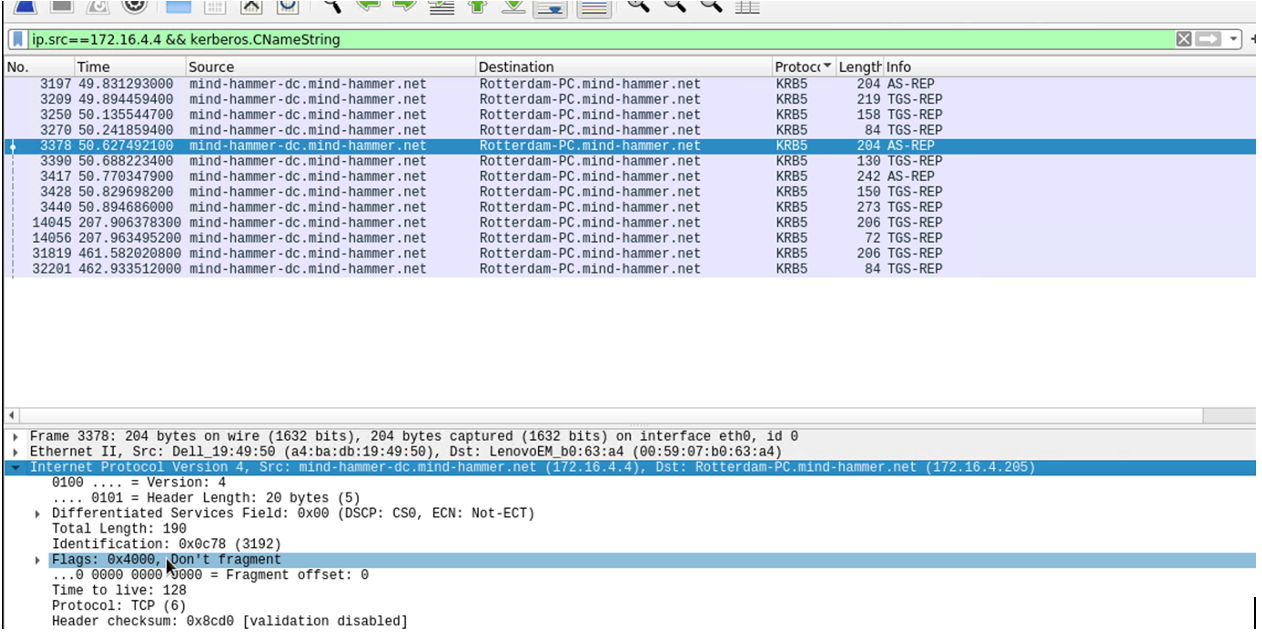 ip.src==172.16.4.4 && kerberos.CNameString
No. Time Source Destination Protocc Length Info
3197 49.831293000 mind-hammer-dc.mind-hammer.net Rotterdam-PC.mind-hammer.net KRB5 204 AS-REP
3209 49.894459400 mind-hammer-dc.mind-hammer.net Rotterdam-PC.mind-hammer.net KRB5 219 TGS-REP
3250 50.135544700 mind-hammer-dc.mind-hammer.net Rotterdam-PC.mind-hammer.net KRB5 158 TGS-REP
3270 50.241859400 mind-hammer-dc.mind-hammer.net Rotterdam-PC.mind-hammer.net KRB5 84 TGS-REP
3378 50.627492100 mind-hammer-dc.mind-hammer.net Rotterdam-PC.mind-hammer.net KRB5 204 AS-REP
3390 50.688223400 mind-hammer-dc.mind-hammer.net Rotterdam-PC.mind-hammer.net KRB5 130 TGS-REP
3417 50.770347900 mind-hammer-dc.mind-hammer.net Rotterdam-PC.mind-hammer.net KRB5 242 AS-REP
3428 50.829698200 mind-hammer-dc.mind-hammer.net Rotterdam-PC.mind-hammer.net KRB5 150 TGS-REP
3440 50.894686000 mind-hammer-dc.mind-hammer.net Rotterdam-PC.mind-hammer.net KRB5 273 TGS-REP
14045 207.906378300 mind-hammer-dc.mind-hammer.net Rotterdam-PC.mind-hammer.net KRB5 206 TGS-REP
14056 207.963495200 mind-hammer-dc.mind-hammer.net Rotterdam-PC.mind-hammer.net KRB5 72 TGS-REP
31819 461.582020800 mind-hammer-dc.mind-hammer.net Rotterdam-PC.mind-hammer.net KRB5 206 TGS-REP
32201 462.933512000 mind-hammer-dc.mind-hammer.net Rotterdam-PC.mind-hammer.net KRB5 84 TGS-REP
Frame 3378: 204 bytes on wire (1632 bits), 204 bytes captured (1632 bits) on interface eth0, id 0
Ethernet II, Src: Dell_19:49:50 (a4:ba:db:19:49:50), Dst: LenovoEM_b0:63:a4 (00:59:07:b0:63:a4)
Internet Protocol Version 4, Src: mind-hammer-dc.mind-hammer.net (172.16.4.4), Dst: Rotterdam-PC.mind-hammer.net (172.16.4.205)
0100 .... = Version: 4
.... 0101 = Header Length: 20 bytes (5)
Differentiated Services Field: 0x00 (DSCP: CS0, ECN: Not-ECT)
Total Length: 190
Identification: 0x0c78 (3192)
Flags: 0x4000, Don't fragment
...0 0000 0000 0000 = Fragment offset: 0
Time to live: 128
Protocol: TCP (6)
Header checksum: 0x8cd0 [validation disabled]